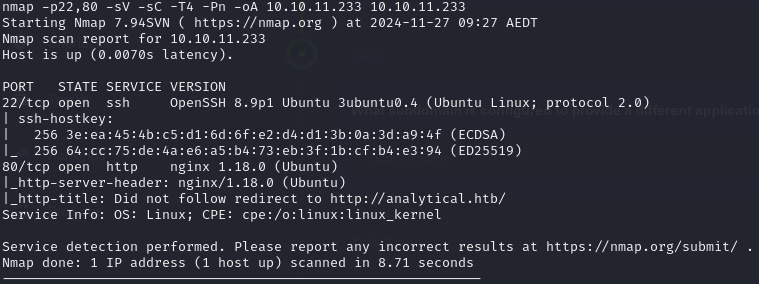 nmap -p22,80 -sV -sC -T4 -Pn -oA 10.10.11.233 10.10.11.233
Starting Nmap 7.94SVN ( https://nmap.org ) at 2024-11-27 09:27 AEDT
Nmap scan report for 10.10.11.233
Host is up (0.0070s latency).
PORT   STATE SERVICE VERSION
22/tcp open  ssh     OpenSSH 8.9p1 Ubuntu 3ubuntu0.4 (Ubuntu Linux; protocol 2.0)
what subdomain is configured to provide a different applicatio
| ssh-hostkey:
|   256 3e:ea:45:4b:c5:d1:6d:6f:e2:d4:d1:3b:0a:3d:a9:4f (ECDSA)
|_  256 64:cc:75:de:4a:e6:a5:b4:73:eb:3f:1b:cf:b4:e3:94 (ED25519)
80/tcp open  http    nginx 1.18.0 (Ubuntu)
|_http-server-header: nginx/1.18.0 (Ubuntu)
|_http-title: Did not follow redirect to http://analytical.htb/
Service Info: OS: Linux; CPE: cpe:/o:linux:linux_kernel
Service detection performed. Please report any incorrect results at https://nmap.org/submit/ .
Nmap done: 1 IP address (1 host up) scanned in 8.71 seconds